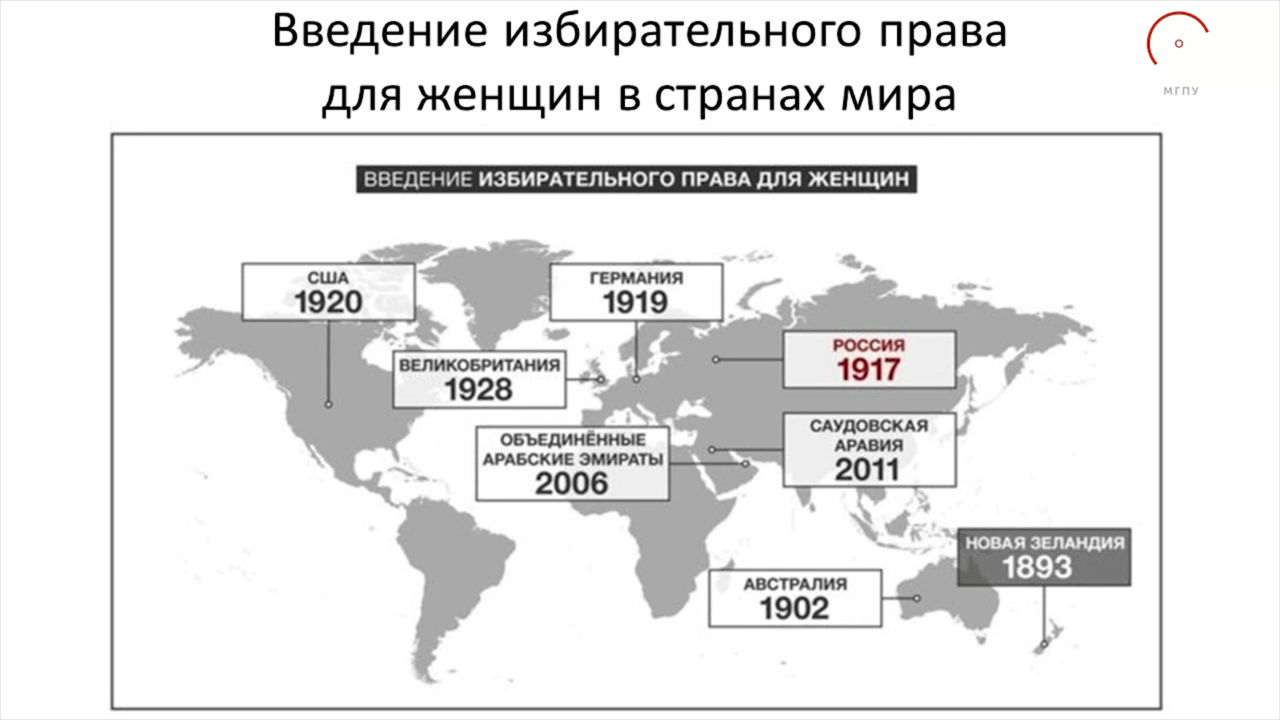 Введение избирательного права
для женщин в странах мира
МГПУ
ВВЕДЕНИЕ ИЗБИРАТЕЛЬНОГО ПРАВА ДЛЯ ЖЕНЩИН
США
1920
ГЕРМАНИЯ
1919
РОССИЯ
1917
ВЕЛИКОБРИТАНИЯ
1928
САУДОВСКАЯ
АРАВИЯ
2011
ОБЪЕДИНЁННЫЕ
АРАБСКИЕ ЭМИРАТЫ
2006
НОВАЯ ЗЕЛАНДИЯ
1893
АВСТРАЛИЯ
1902